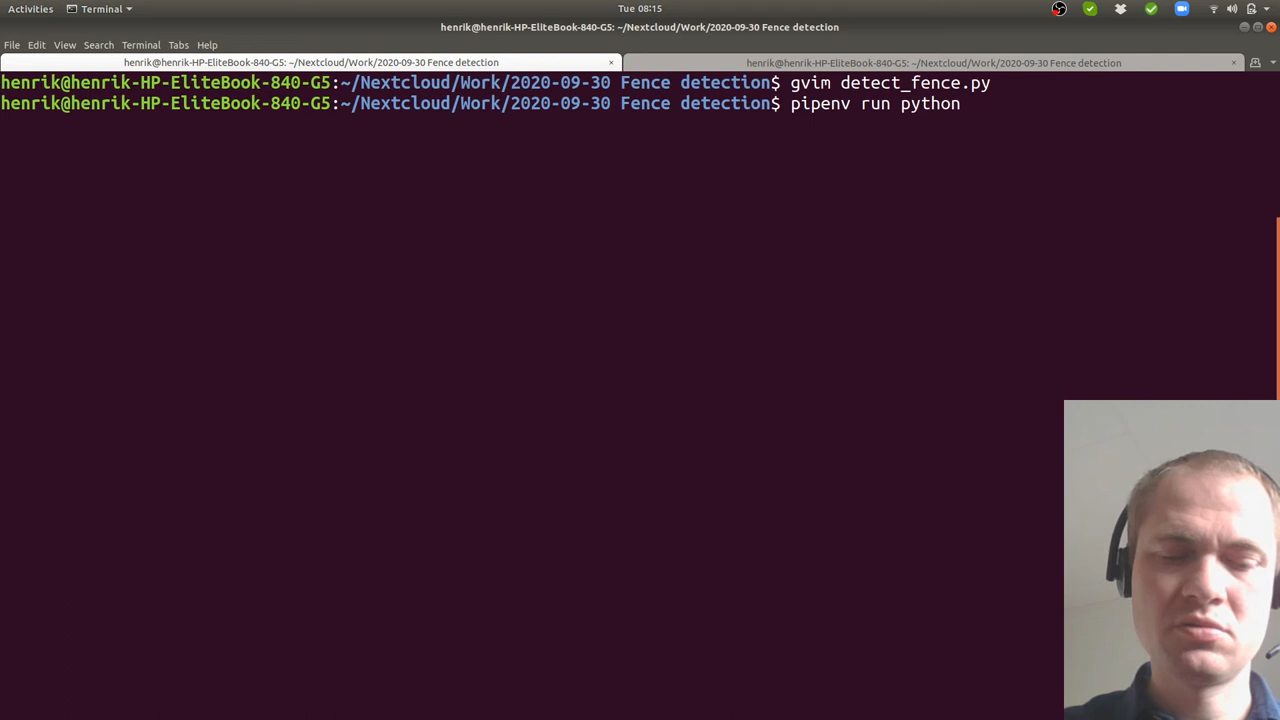 Activities Terminal Tue 08:15
henrik@henrik-HP-EliteBook-840-G5: ~/Nextcloud/Work/2020-09-30 Fence detection
File Edit View Search Terminal Tabs Help
henrik@henrik-HP-EliteBook-840-G5: ~/Nextcloud/Work/2020-09-30 Fence detection × henrik@henrik-HP-EliteBook-840-G5: ~/Nextcloud/Work/2020-09-30 Fence detection ×
henrik@henrik-HP-EliteBook-840-G5:~/Nextcloud/Work/2020-09-30 Fence detection$ gvim detect_fence.py
henrik@henrik-HP-EliteBook-840-G5:~/Nextcloud/Work/2020-09-30 Fence detection$ pipenv run python